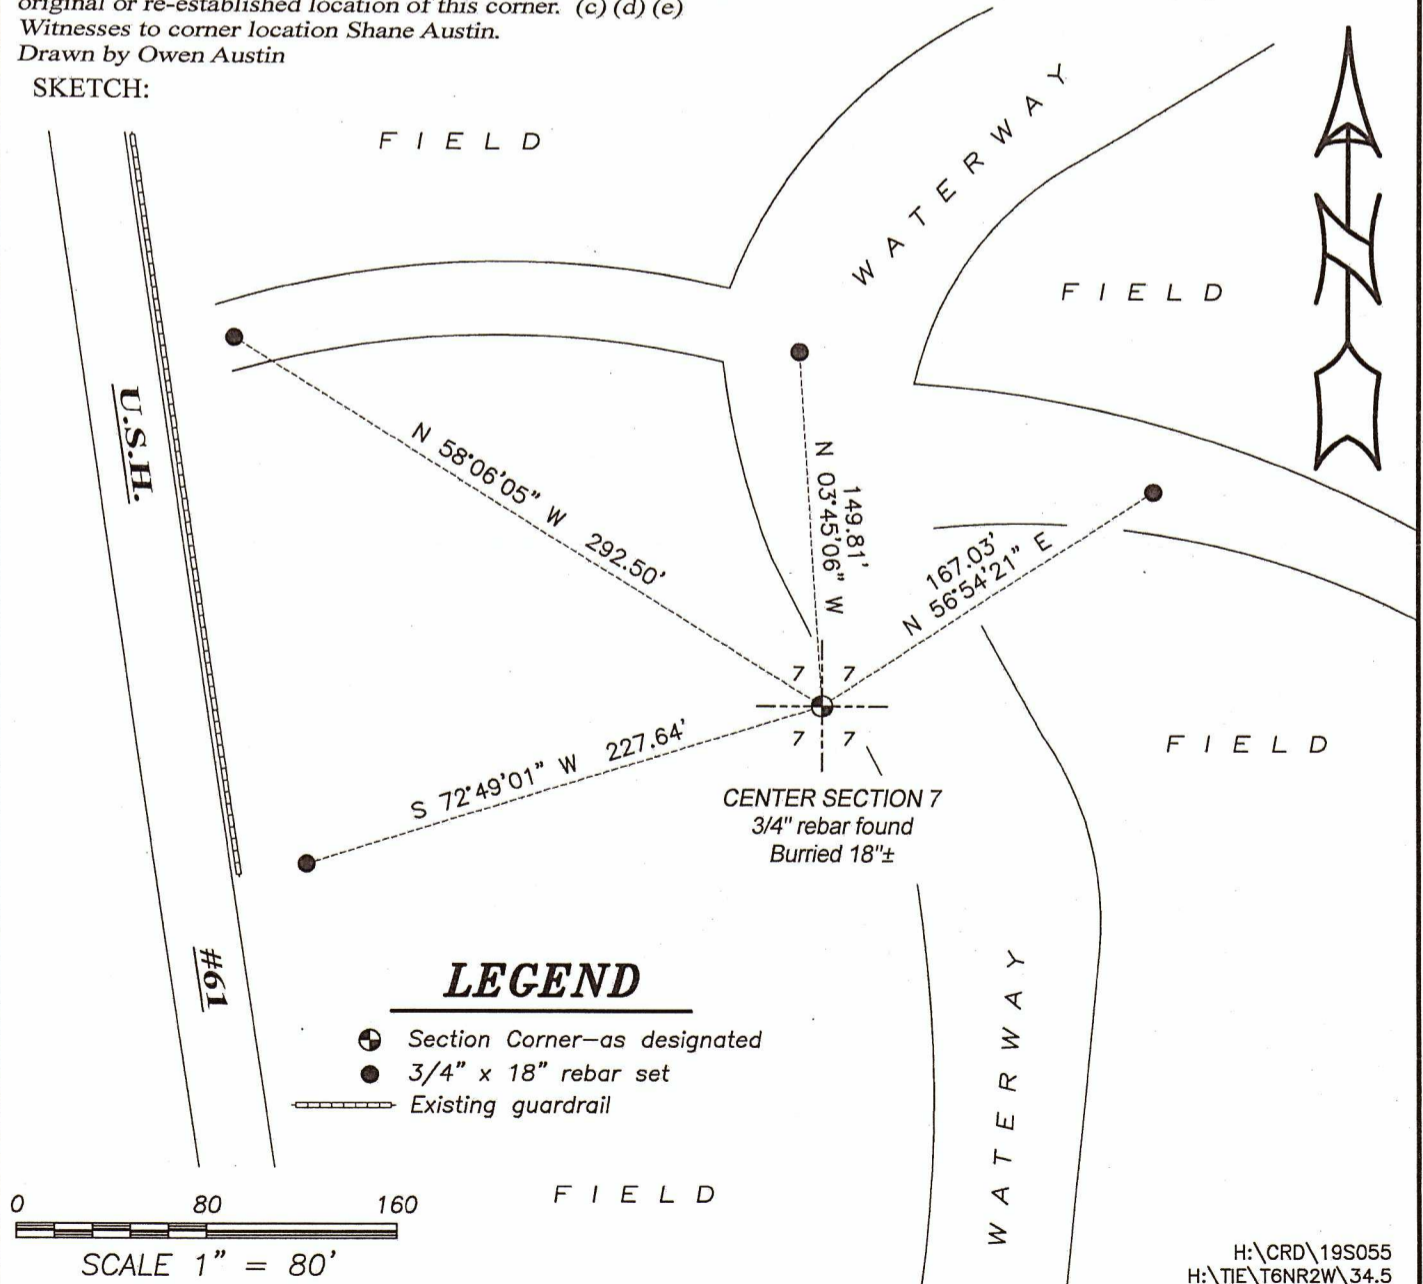 original or re-established location of this corner. (c) (d) (e)
Witnesses to corner location Shane Austin.
Drawn by Owen Austin
SKETCH:
FIELD
WATERWAY
FIELD
N
U.S.H.
N 58°06'05" W 292.50'
149.81'
N 03°45'06" W
167.03'
N 56°54'21" E
7 7
7 7
S 72°49'01" W 227.64'
FIELD
CENTER SECTION 7
3/4" rebar found
Burried 18"±
#61
LEGEND
Section Corner-as designated
3/4" x 18" rebar set
Existing guardrail
WATERWAY
FIELD
0 80 160
SCALE 1" = 80'
H:\CRD\19S055
H:\TIE\T6NR2W\34.5